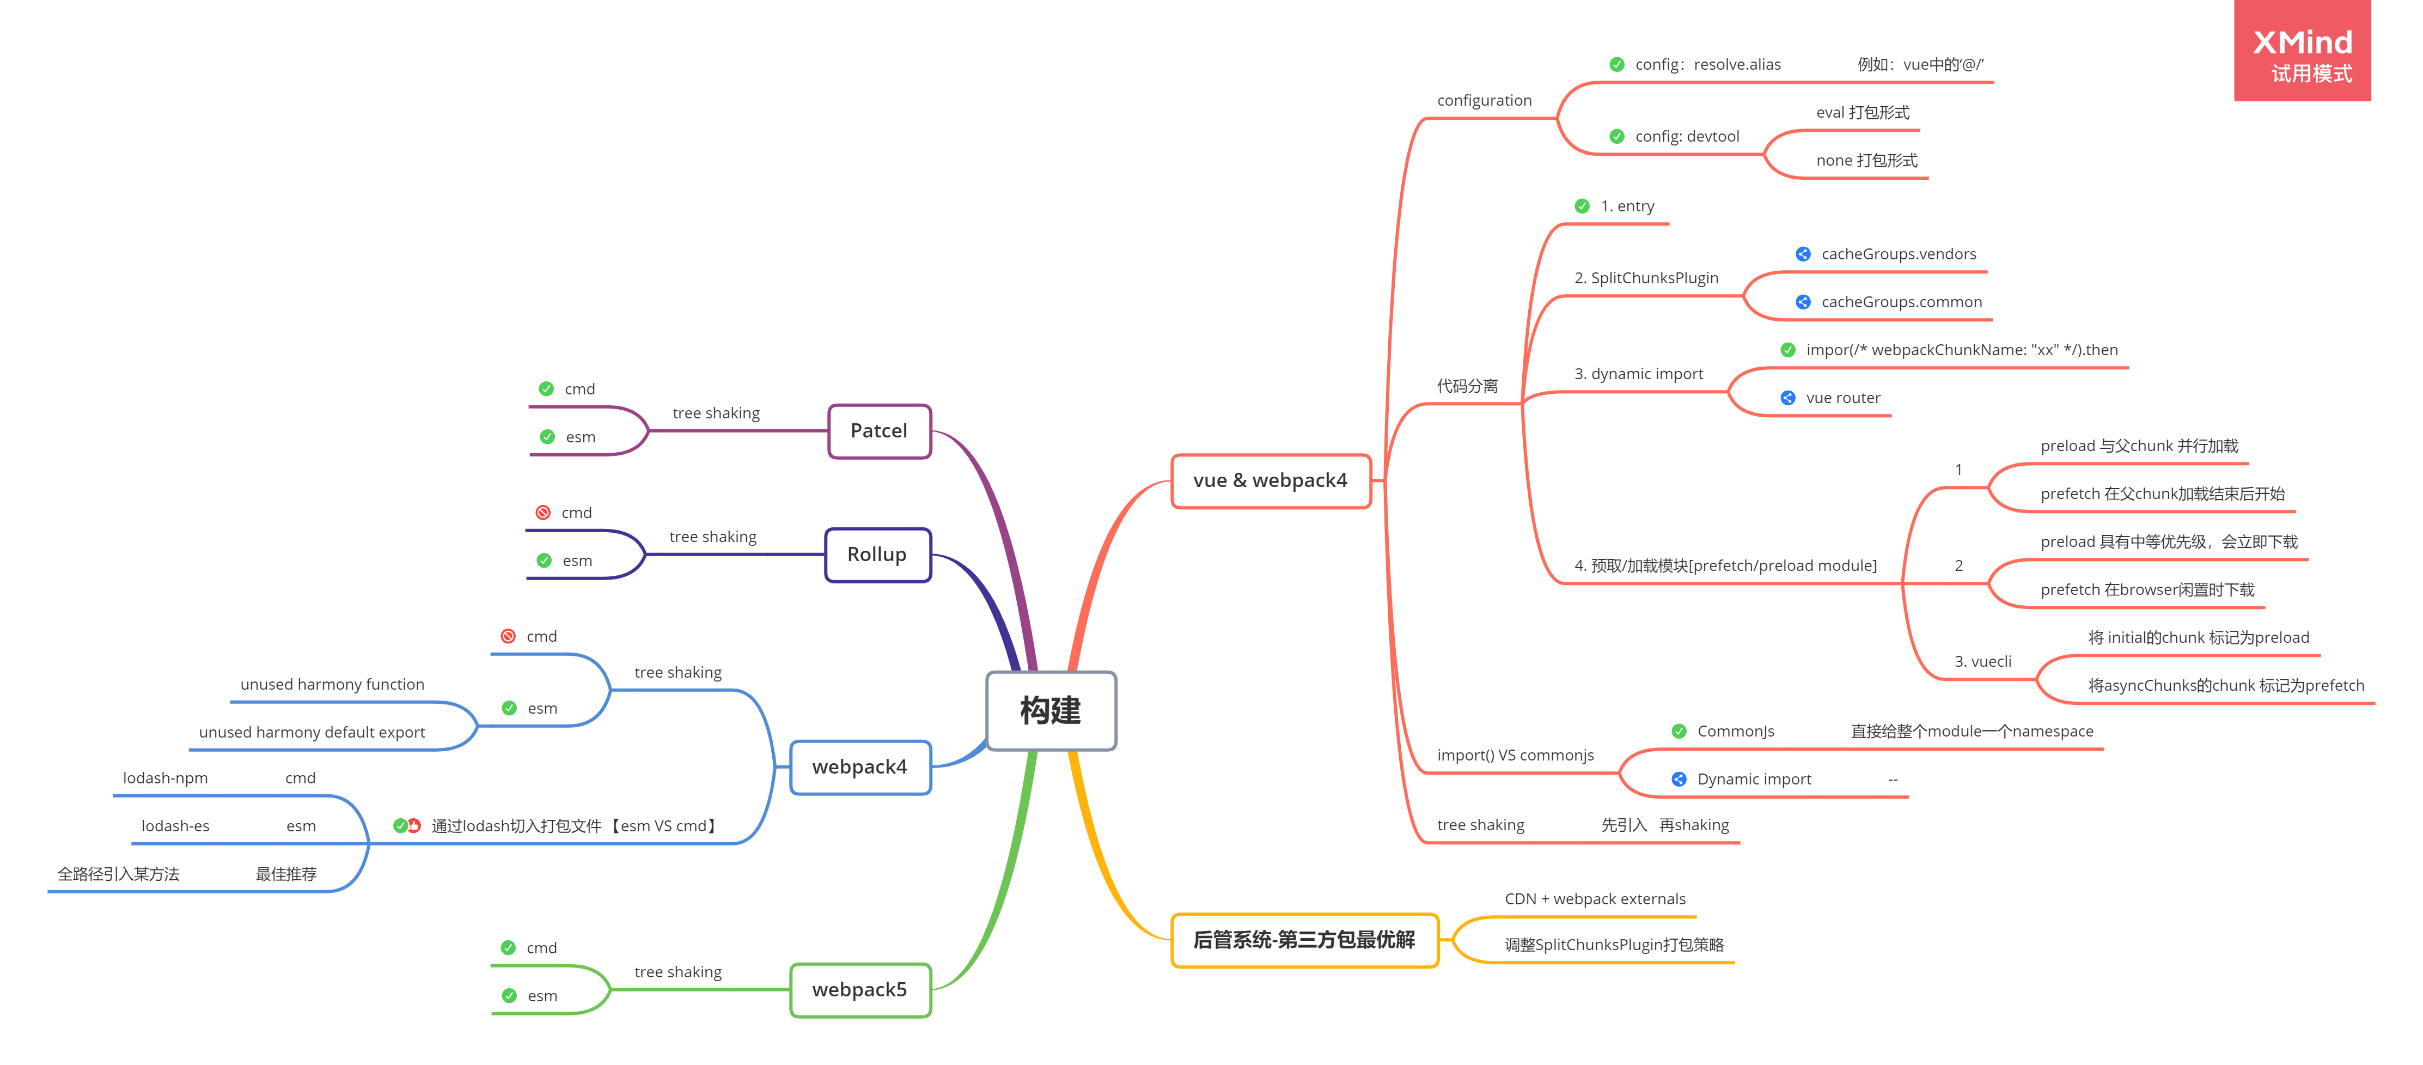 XMind
试用模式
构建
vue & webpack4
configuration
config：resolve.alias
例如：vue中的‘@/’
config: devtool
eval 打包形式
none 打包形式
代码分离
1. entry
2. SplitChunksPlugin
cacheGroups.vendors
cacheGroups.common
3. dynamic import
impor(/* webpackChunkName: "xx" */).then
vue router
4. 预取/加载模块[prefetch/preload module]
1
preload 与父chunk 并行加载
prefetch 在父chunk加载结束后开始
2
preload 具有中等优先级，会立即下载
prefetch 在browser闲置时下载
3. vuecli
将 initial的chunk 标记为preload
将asyncChunks的chunk 标记为prefetch
import() VS commonjs
CommonJs
直接给整个module一个namespace
Dynamic import
--
tree shaking
先引入 再shaking
后管系统-第三方包最优解
CDN + webpack externals
调整SplitChunksPlugin打包策略
Patcel
tree shaking
cmd
esm
Rollup
tree shaking
cmd
esm
webpack4
tree shaking
cmd
esm
unused harmony function
unused harmony default export
通过lodash切入打包文件 【esm VS cmd】
cmd
lodash-npm
esm
lodash-es
最佳推荐
全路径引入某方法
webpack5
tree shaking
cmd
esm